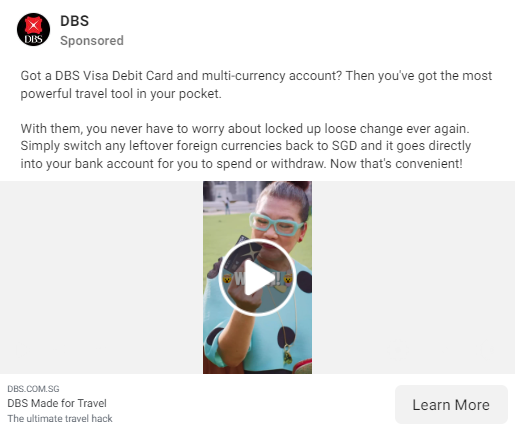 DBS
Sponsored
DBS
Got a DBS Visa Debit Card and multi-currency account? Then you've got the most
powerful travel tool in your pocket.
With them, you never have to worry about locked up loose change ever again.
Simply switch any leftover foreign currencies back to SGD and it goes directly
into your bank account for you to spend or withdraw. Now that's convenient!
DBS.COM.SG
DBS Made for Travel
The ultimate travel hack
Learn More